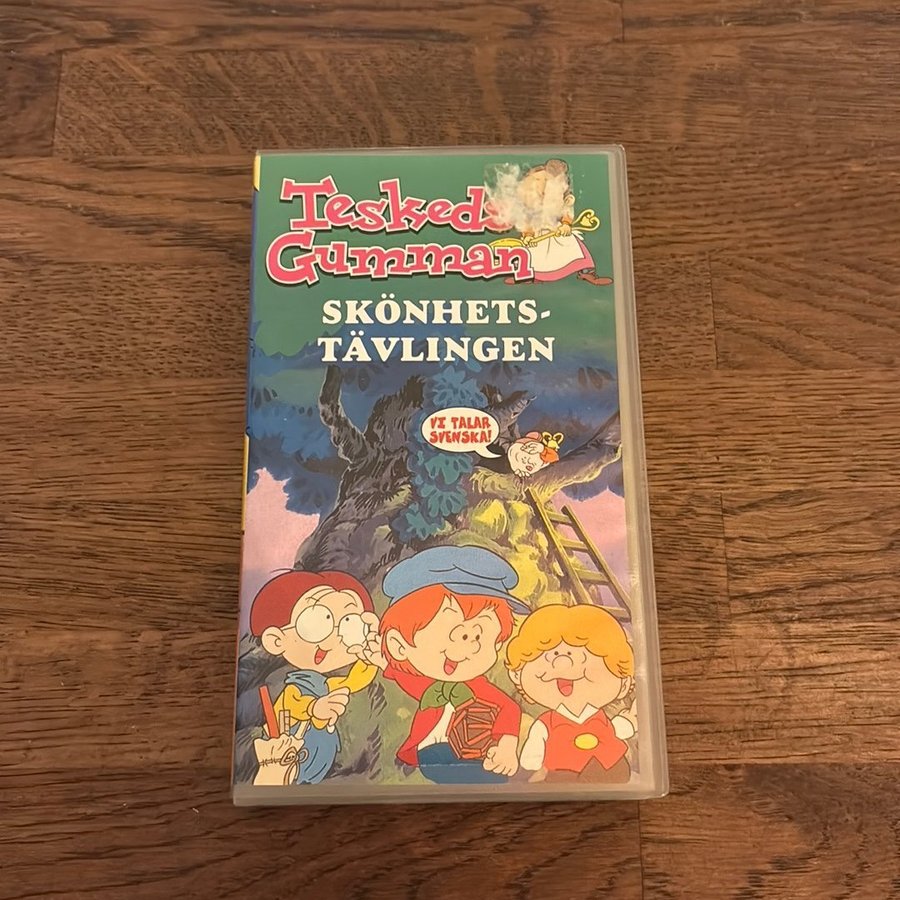 Teskeds
Gumman
SKÖNHETS-
TÄVLINGEN
VI TALAR
SVENSKA!